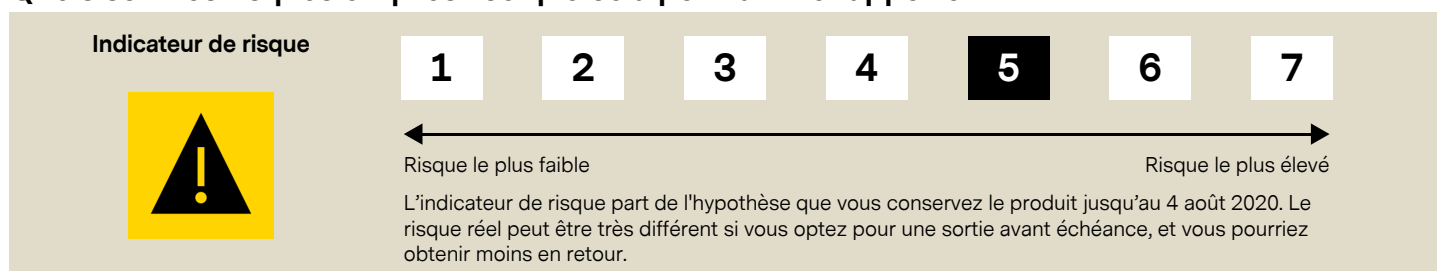 Indicateur de risque
1 2 3 4 5 6 7
Risque le plus faible
Risque le plus élevé
L’indicateur de risque part de l'hypothèse que vous conservez le produit jusqu’au 4 août 2020. Le
risque réel peut être très différent si vous optez pour une sortie avant échéance, et vous pourriez
obtenir moins en retour.